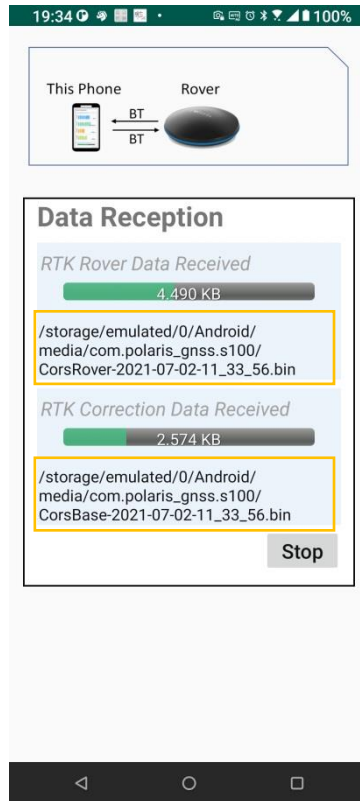 19:34 100%
This Phone Rover
BT
BT
Data Reception
RTK Rover Data Received
4.490 KB
/storage/emulated/0/Android/
media/com.polaris_gnss.s100/
CorsRover-2021-07-02-11_33_56.bin
RTK Correction Data Received
2.574 KB
/storage/emulated/0/Android/
media/com.polaris_gnss.s100/
CorsBase-2021-07-02-11_33_56.bin
Stop